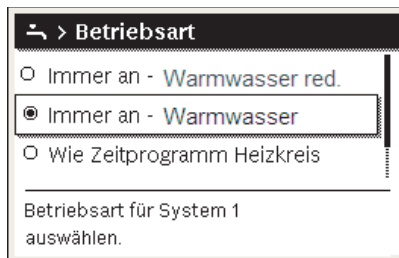 > Betriebsart
Immer an - Warmwasser red.
Immer an - Warmwasser
Wie Zeitprogramm Heizkreis
Betriebsart für System 1
auswählen.